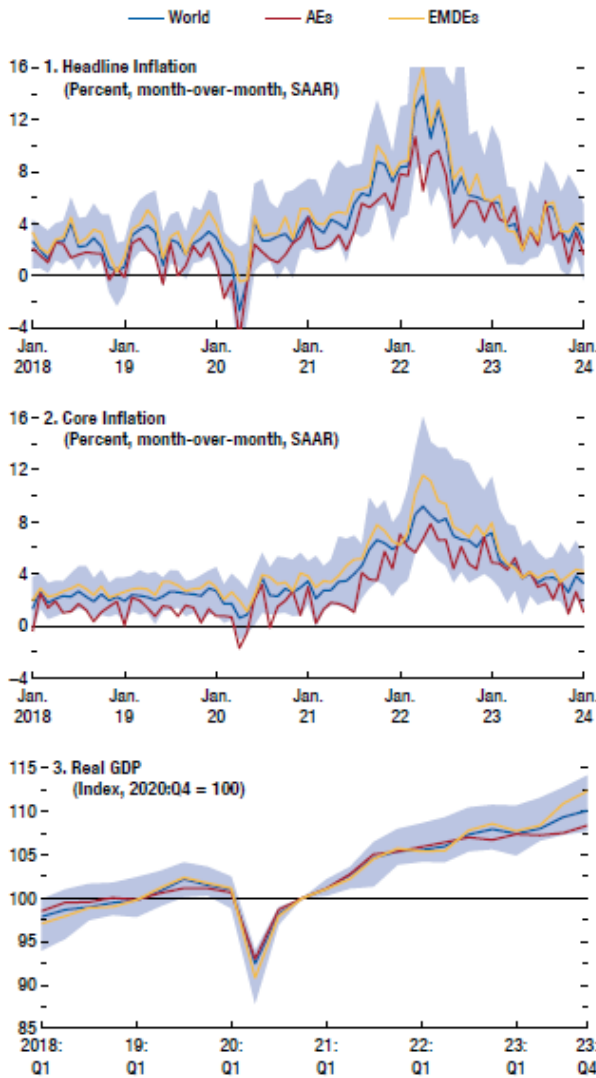 World AEs EMDEs
1. Headline Inflation
(Percent, month-over-month, SAAR)
16
12
8
4
0
–4
Jan. Jan. Jan. Jan. Jan. Jan. Jan.
2018 19 20 21 22 23 24
2. Core Inflation
(Percent, month-over-month, SAAR)
16
12
8
4
0
–4
Jan. Jan. Jan. Jan. Jan. Jan. Jan.
2018 19 20 21 22 23 24
3. Real GDP
(Index, 2020:Q4 = 100)
115
110
105
100
95
90
85
2018: 19: 20: 21: 22: 23: 23:
Q1 Q1 Q1 Q1 Q1 Q1 Q4